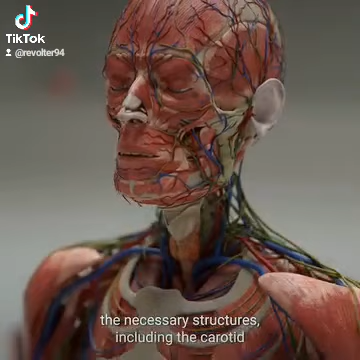 TikTok
@revolter94
the necessary structures,
including the carotid